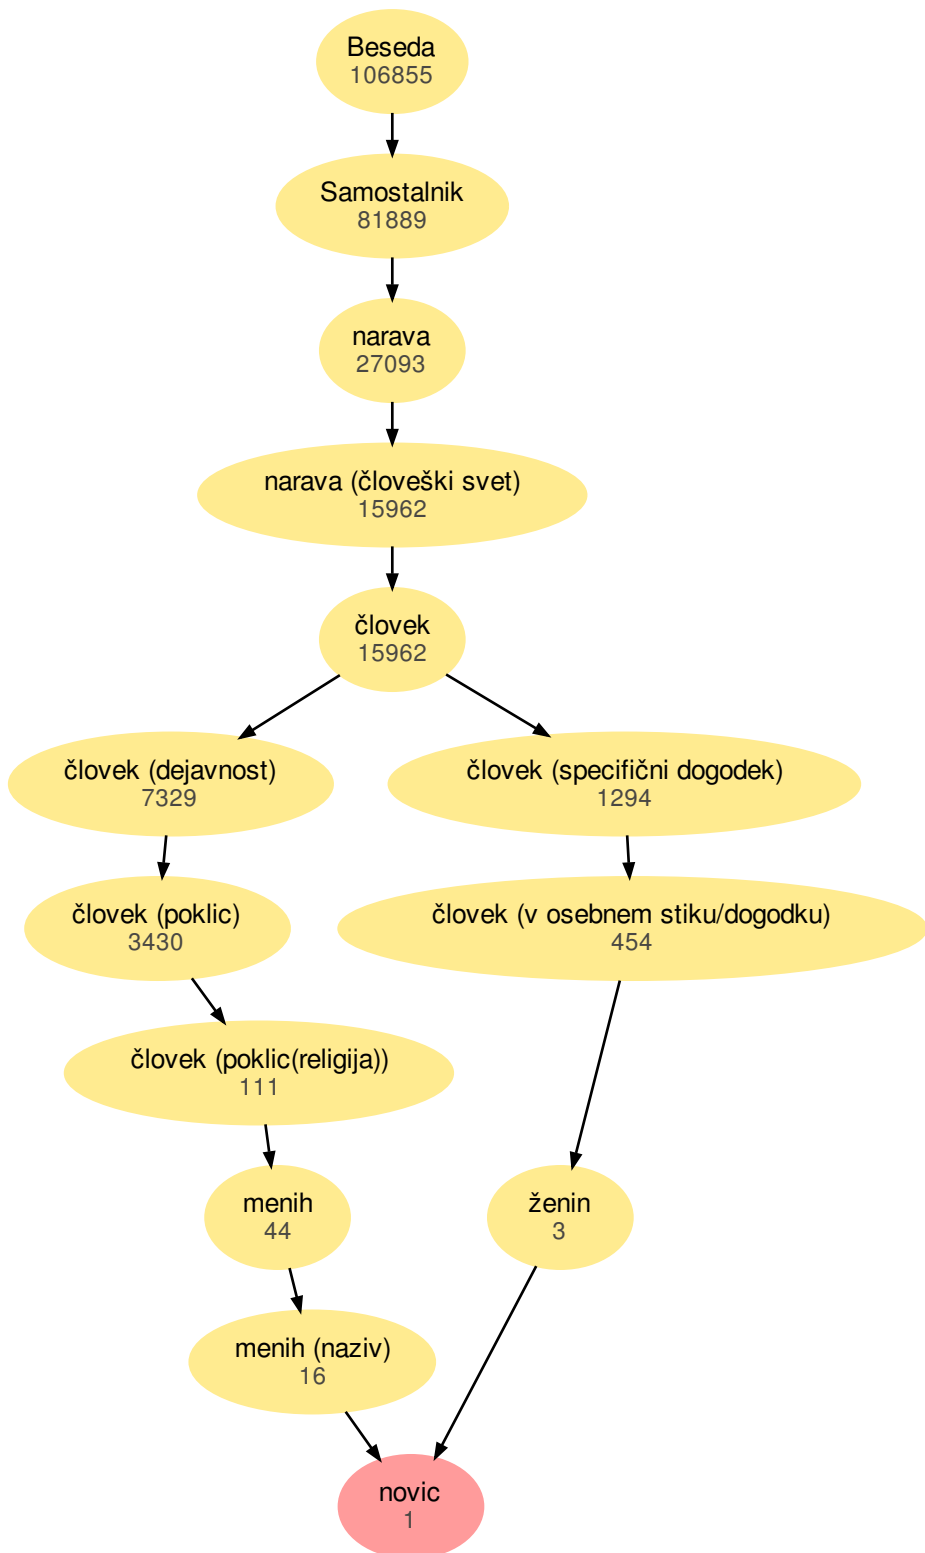 Beseda
106855
Samostalnik
81889
narava
27093
narava (človeški svet)
15962
človek
15962
človek (dejavnost)
7329
človek (specifični dogodek)
1294
človek (poklic)
3430
človek (v osebnem stiku/dogodku)
454
človek (poklic(religija))
111
menih
44
ženin
3
menih (naziv)
16
novic
1